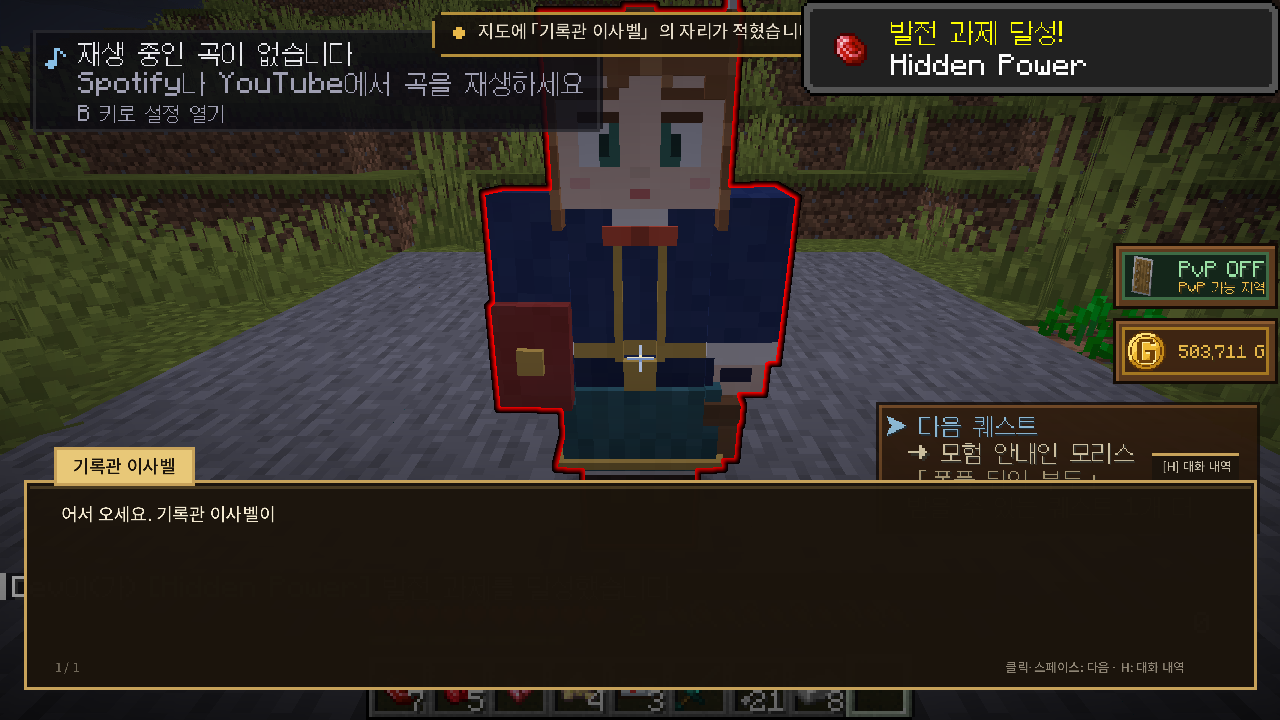 재생 중인 곡이 없습니다
Spotify나 YouTube에서 곡을 재생하세요
B 키로 설정 열기
지도에 「기록관 이사벨」 의 자리가 적혔습니
발전 과제 달성!
Hidden Power
PvP OFF
PvP 가능 지역
503,711 G
다음 퀘스트
→ 모험 안내인 모리스
[H] 대화 내역
기록관 이사벨
어서 오세요. 기록관 이사벨이
1 / 1
클릭·스페이스: 다음 · H: 대화 내역
7 5 4 3 21 8